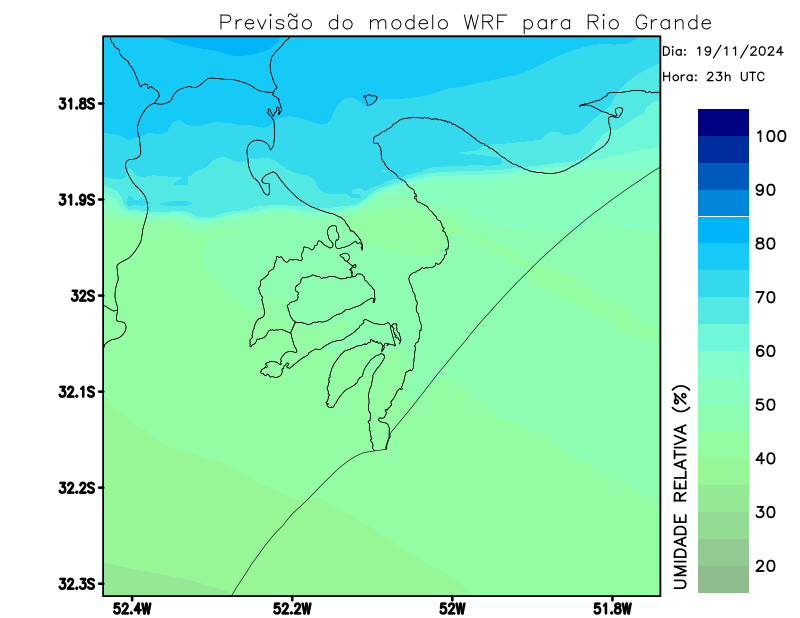 Previsão do modelo WRF para Rio Grande
Dia: 19/11/2024
Hora: 23h UTC
31.8S
31.9S
32S
32.1S
32.2S
32.3S
52.4W 52.2W 52W 51.8W
UMIDADE RELATIVA (%)
100
90
80
70
60
50
40
30
20